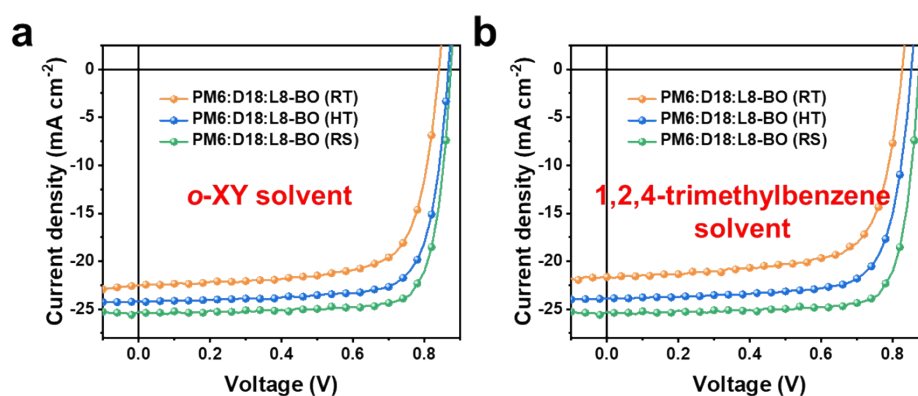 a
0
-5
-10
-15
-20
-25
Current density (mA cm⁻²)
PM6:D18:L8-BO (RT)
PM6:D18:L8-BO (HT)
PM6:D18:L8-BO (RS)
o-XY solvent
0.0 0.2 0.4 0.6 0.8
Voltage (V)
b
0
-5
-10
-15
-20
-25
Current density (mA cm⁻²)
PM6:D18:L8-BO (RT)
PM6:D18:L8-BO (HT)
PM6:D18:L8-BO (RS)
1,2,4-trimethylbenzene
solvent
0.0 0.2 0.4 0.6 0.8
Voltage (V)